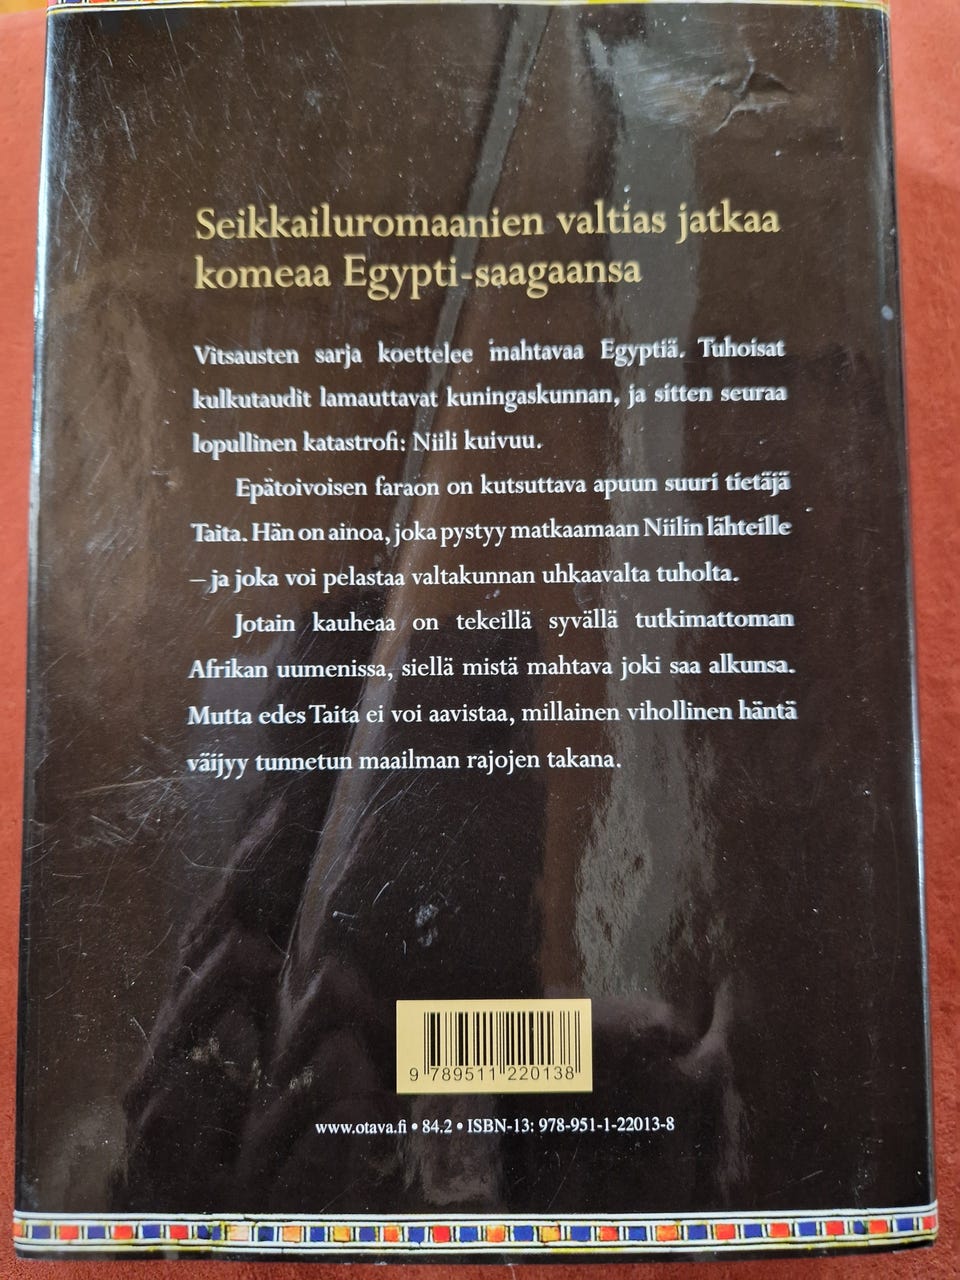 Seikkailuromaanien valtias jatkaa
komeaa Egypti-saagaansa
Vitsausten sarja koettelee mahtavaa Egyptiä. Tuhoisat
kulkutaudit lamauttavat kuningaskunnan, ja sitten seuraa
lopullinen katastrofi: Niili kuivuu.
Epätoivoisen faraon on kutsuttava apuun suuri tietäjä
Taita. Hän on ainoa, joka pystyy matkaamaan Niilin lähteille
– ja joka voi pelastaa valtakunnan uhkaavalta tuholta.
Jotain kauheaa on tekeillä syvällä tutkimattoman
Afrikan uumenissa, siellä mistä mahtava joki saa alkunsa.
Mutta edes Taita ei voi aavistaa, millainen vihollinen häntä
väijyy tunnetun maailman rajojen takana.
9 789511 220138
www.otava.fi • 84.2 • ISBN-13: 978-951-1-22013-8